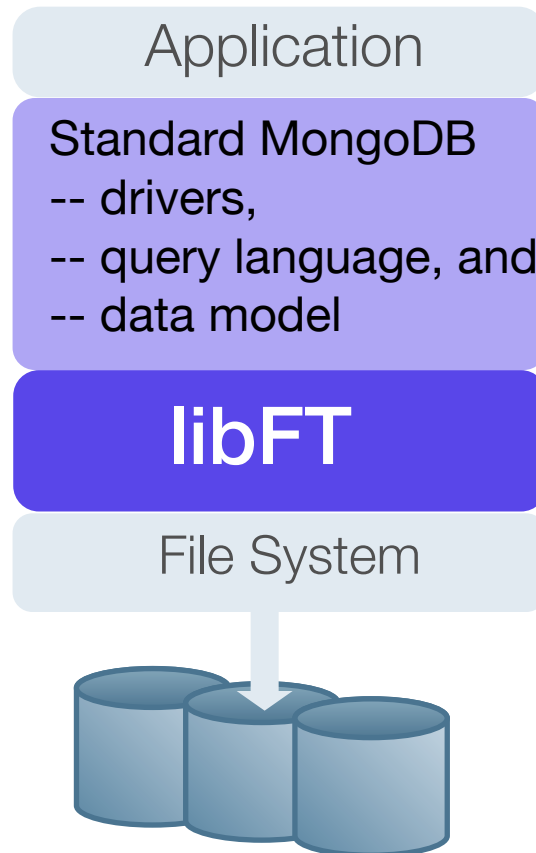 Application
Standard MongoDB
-- drivers,
-- query language, and
-- data model
libFT
File System